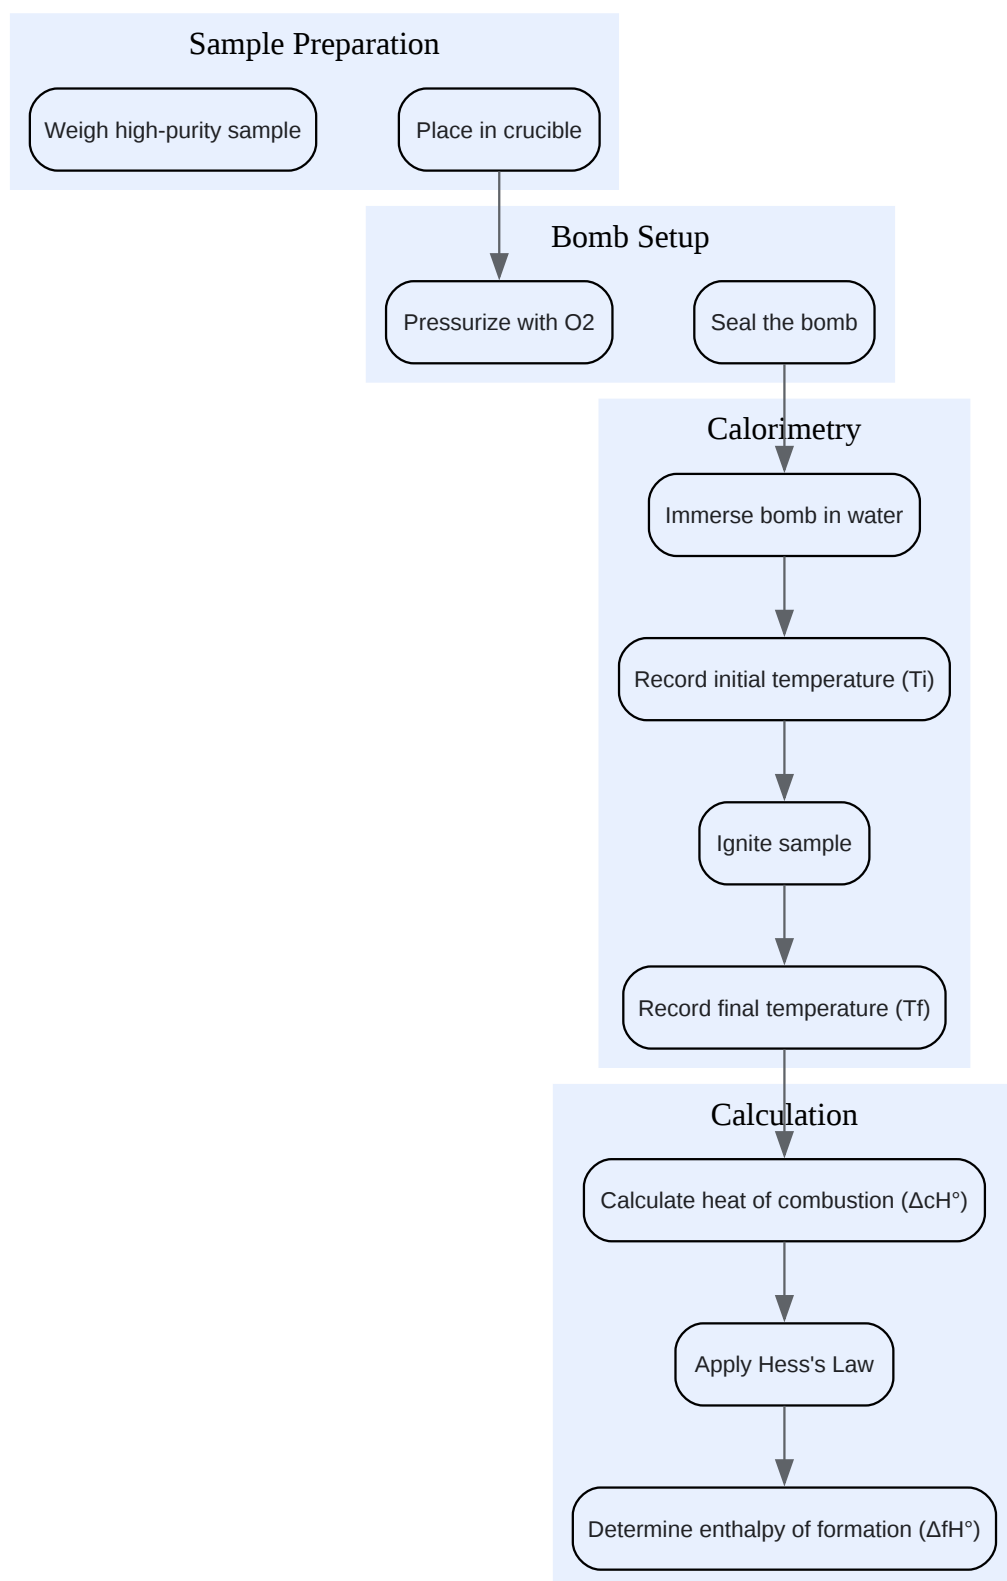 Sample Preparation
Weigh high-purity sample
Place in crucible
Bomb Setup
Pressurize with O2
Seal the bomb
Calorimetry
Immerse bomb in water
Record initial temperature (Ti)
Ignite sample
Record final temperature (Tf)
Calculation
Calculate heat of combustion (ΔcH°)
Apply Hess's Law
Determine enthalpy of formation (ΔfH°)